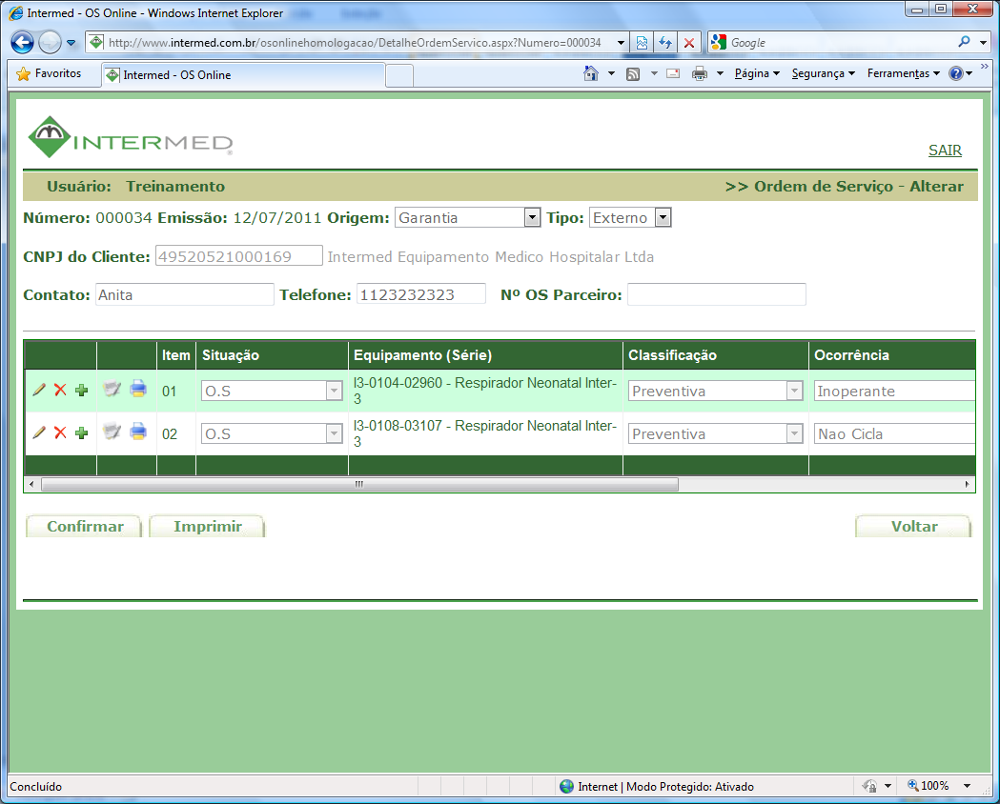 Intermed - OS Online - Windows Internet Explorer
http://www.intermed.com.br/osonlinehomologacao/DetalheOrdemServico.aspx?Numero=000034 Google
Favoritos Intermed - OS Online Página Segurança Ferramentas
INTERMED
SAIR
Usuário: Treinamento >> Ordem de Serviço - Alterar
Número: 000034 Emissão: 12/07/2011 Origem: Garantia Tipo: Externo
CNPJ do Cliente: 49520521000169 Intermed Equipamento Medico Hospitalar Ltda
Contato: Anita Telefone: 1123232323 Nº OS Parceiro:
Item Situação Equipamento (Série) Classificação Ocorrência
01 O.S I3-0104-02960 - Respirador Neonatal Inter-3 Preventiva Inoperante
02 O.S I3-0108-03107 - Respirador Neonatal Inter-3 Preventiva Nao Cicla
Confirmar Imprimir Voltar
Concluído Internet | Modo Protegido: Ativado 100%